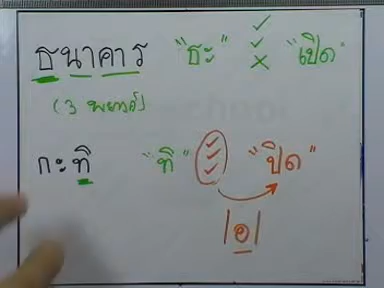 ธนาคาร "ธะ" "เปิด"
(3 พยางค์)
กะทิ "ทิ" "ปิด"
/อ/